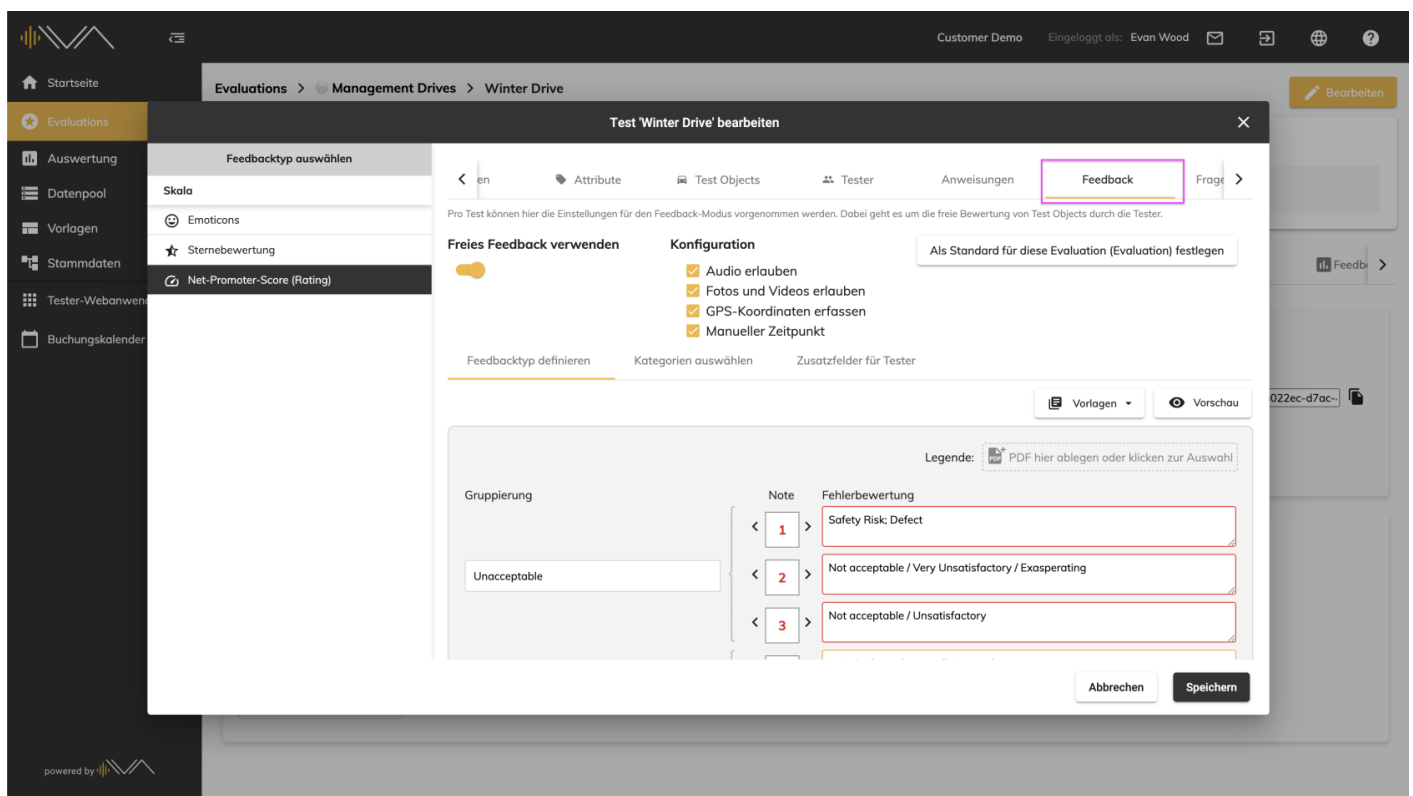 Customer Demo Eingeloggt als: Evan Wood
Startseite
Evaluations > Management Drives > Winter Drive
Bearbeiten
Evaluations
Test 'Winter Drive' bearbeiten
Auswertung
Feedbacktyp auswählen
en Attribute Test Objects Tester Anweisungen Feedback Frage
Datenpool
Skala
Pro Test können hier die Einstellungen für den Feedback-Modus vorgenommen werden. Dabei geht es um die freie Bewertung von Test Objects durch die Tester.
Vorlagen
Emoticons
Freies Feedback verwenden Konfiguration Als Standard für diese Evaluation (Evaluation) festlegen
Sternebewertung
Stammdaten
Feedb
Audio erlauben
Net-Promoter-Score (Rating)
Fotos und Videos erlauben
Tester-Webanwen
GPS-Koordinaten erfassen
Manueller Zeitpunkt
Buchungskalender
Feedbacktyp definieren Kategorien auswählen Zusatzfelder für Tester
Vorlagen Vorschau
022ec-d7ac-
Legende: PDF PDF hier ablegen oder klicken zur Auswahl
Gruppierung Note Fehlerbewertung
1 Safety Risk; Defect
Unacceptable
2 Not acceptable / Very Unsatisfactory / Exasperating
3 Not acceptable / Unsatisfactory
Abbrechen Speichern
powered by